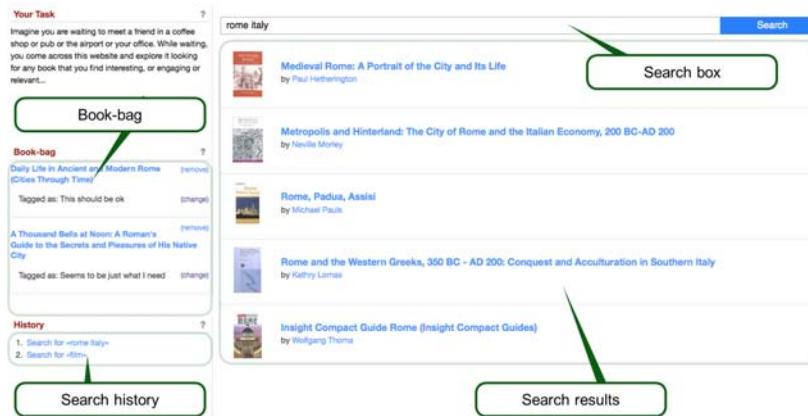 Your Task ?
Imagine you are waiting to meet a friend in a coffee
shop or pub or the airport or your office. While waiting,
you come across this website and explore it looking
for any book that you find interesting, or engaging or
relevant...
Book-bag
Book-bag ?
Daily Life in Ancient and Modern Rome (remove)
(Cities Through Time)
Tagged as: This should be ok (change)
(remove)
A Thousand Bells at Noon: A Roman's
Guide to the Secrets and Pleasures of His Native
City
Tagged as: Seems to be just what I need (change)
History ?
1. Search for «rome italy»
2. Search for «film»
Search history
rome italy Search
Search box
Medieval Rome: A Portrait of the City and Its Life
by Paul Hetherington
Metropolis and Hinterland: The City of Rome and the Italian Economy, 200 BC-AD 200
by Neville Morley
Rome, Padua, Assisi
by Michael Pauls
Rome and the Western Greeks, 350 BC - AD 200: Conquest and Acculturation in Southern Italy
by Kathry Lomas
Insight Compact Guide Rome (Insight Compact Guides)
by Wolfgang Thoma
Search results